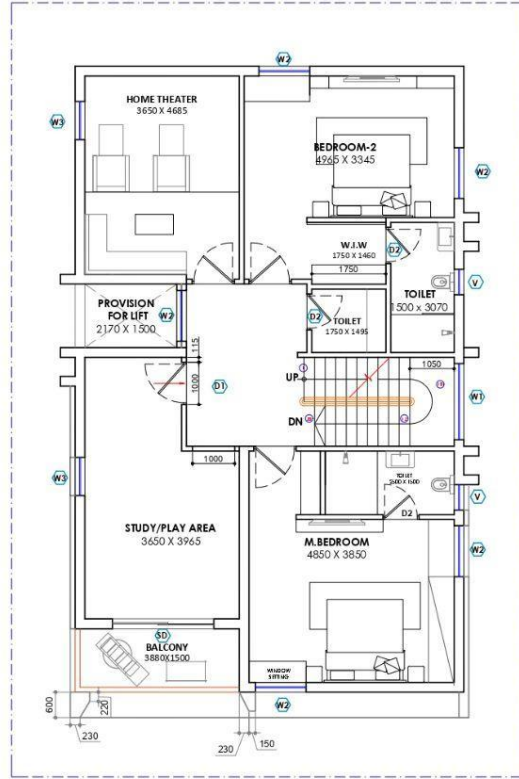 W2
HOME THEATER
3650 X 4685
W3
BEDROOM-2
4965 X 3345
W2
W.I.W
1750 X 1460
1750
D2
TOILET
1500 X 3070
V
PROVISION
FOR LIFT
2170 X 1500
W2
D2
TOILET
1750 X 1495
115
1000
D1
UP
1050
W1
DN
1000
W3
STUDY/PLAY AREA
3650 X 3965
TOILET
V
D2
W2
M.BEDROOM
4850 X 3850
SD
BALCONY
3880X1500
WINDOW
SITTING
W2
600
220
230
230
150